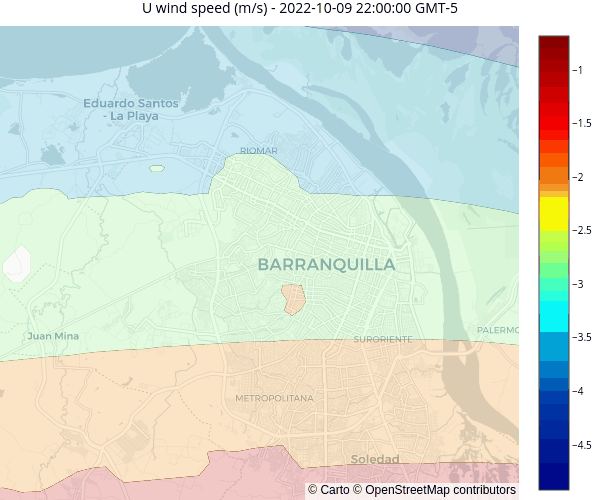 U wind speed (m/s) - 2022-10-09 22:00:00 GMT-5
Eduardo Santos
- La Playa
RIOMAR
BARRANQUILLA
Juan Mina
SURORIENTE
PALERMO
METROPOLITANA
Soledad
© Carto © OpenStreetMap contributors
−1
−1.5
−2
−2.5
−3
−3.5
−4
−4.5